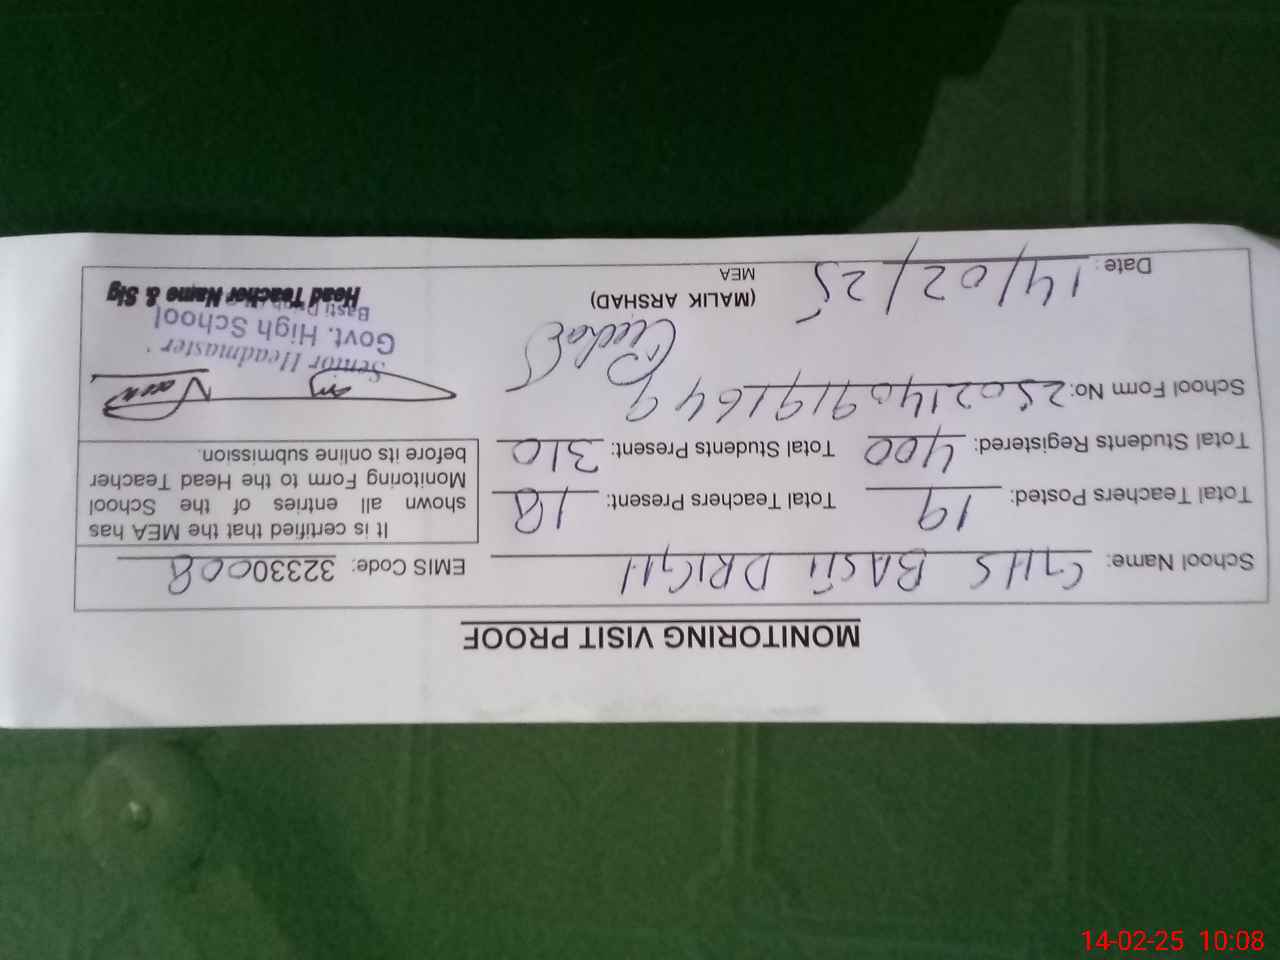 MONITORING VISIT PROOF
School Name: GHS BASTI DRIGH EMIS Code: 32330008
Total Teachers Posted: 19 Total Teachers Present: 18
It is certified that the MEA has
shown all entries of the School
Monitoring Form to the Head Teacher
before its online submission.
Total Students Registered: 400 Total Students Present: 310
School Form No: 25021409191649
Senior Headmaster
Govt. High School
Basti
Head Teacher Name & Sig
(MALIK ARSHAD)
MEA
Date: 14/02/25
14-02-25 10:08